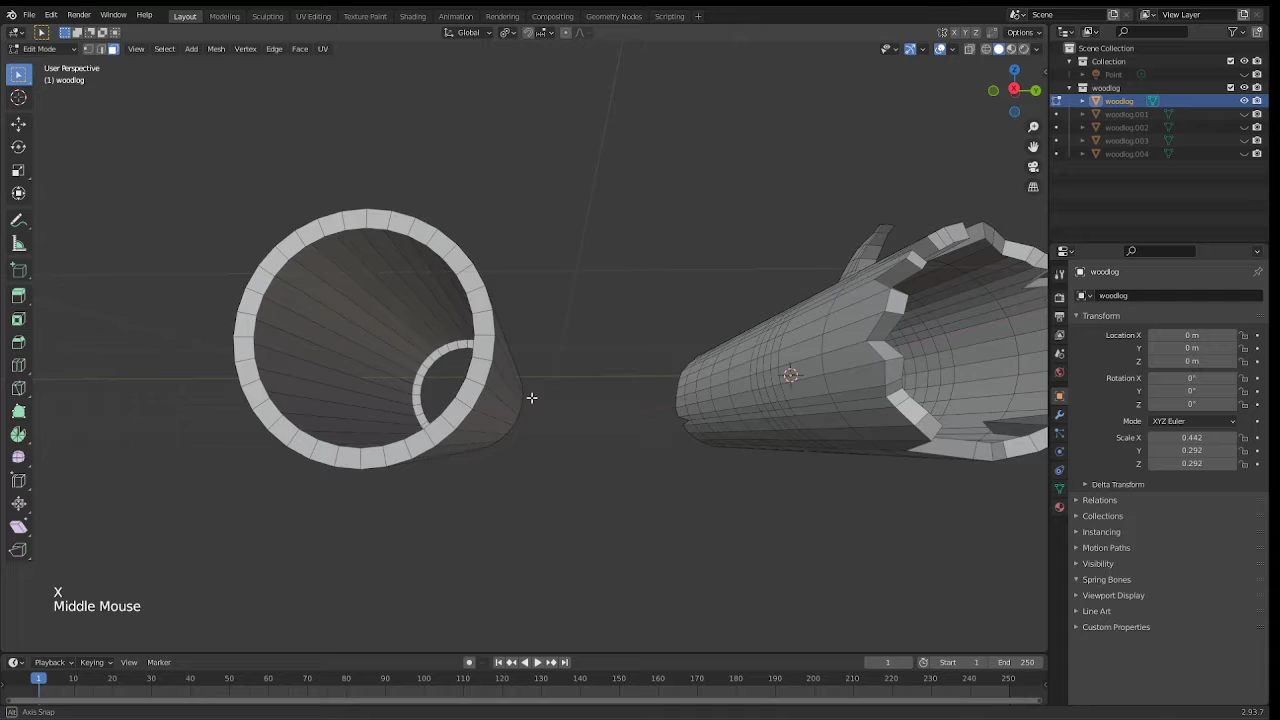 File Edit Render Window Help Layout Modeling Sculpting UV Editing Texture Paint Shading Animation Rendering Compositing Geometry Nodes Scripting + Scene View Layer
Global Options
Edit Mode View Select Add Mesh Vertex Edge Face UV
X Y Z
User Perspective
(1) woodlog
Z
Y
X
Scene Collection
Collection
Point
woodlog
woodlog
woodlog.001
woodlog.002
woodlog.003
woodlog.004
woodlog
woodlog
Transform
Location X 0 m
Y 0 m
Z 0 m
Rotation X 0°
Y 0°
Z 0°
Mode XYZ Euler
Scale X 0.442
Y 0.292
Z 0.292
Delta Transform
Relations
Collections
Instancing
Motion Paths
Visibility
Spring Bones
Viewport Display
Line Art
Custom Properties
X
Middle Mouse
Playback Keying View Marker 1 Start 1 End 250
1 10 20 30 40 50 60 70 80 90 100 110 120 130 140 150 160 170 180 190 200 210 220 230 240 250
Alt Axis Snap 2.93.7